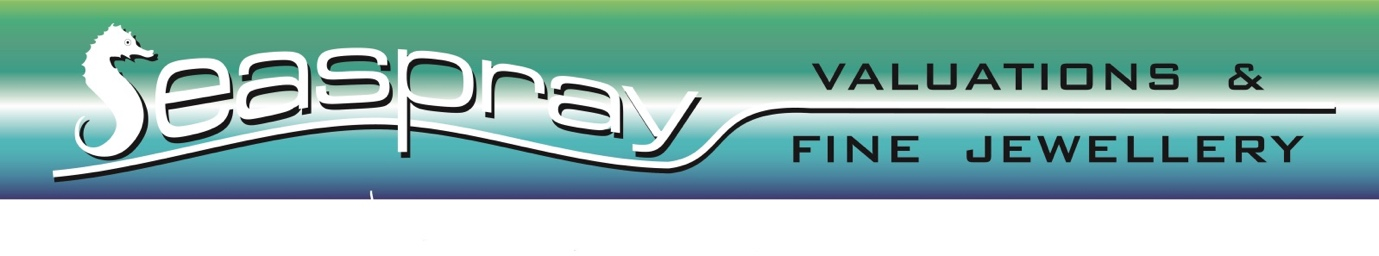 Seaspray
VALUATIONS &
FINE JEWELLERY